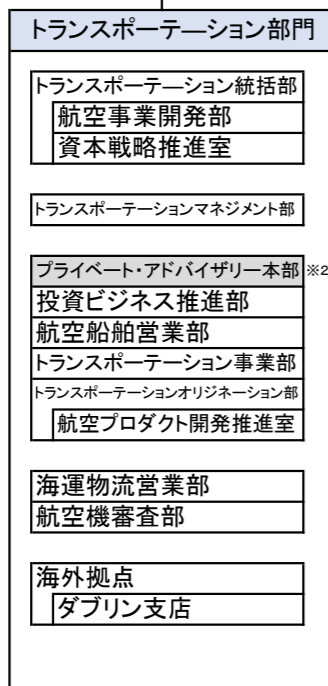 トランスポーテ―ション部門
トランスポーテ―ション統括部
航空事業開発部
資本戦略推進室
トランスポーテーションマネジメント部
プライベート・アドバイザリー本部 ※2
投資ビジネス推進部
航空船舶営業部
トランスポーテーション事業部
トランスポーテーションオリジネーション部
航空プロダクト開発推進室
海運物流営業部
航空機審査部
海外拠点
ダブリン支店